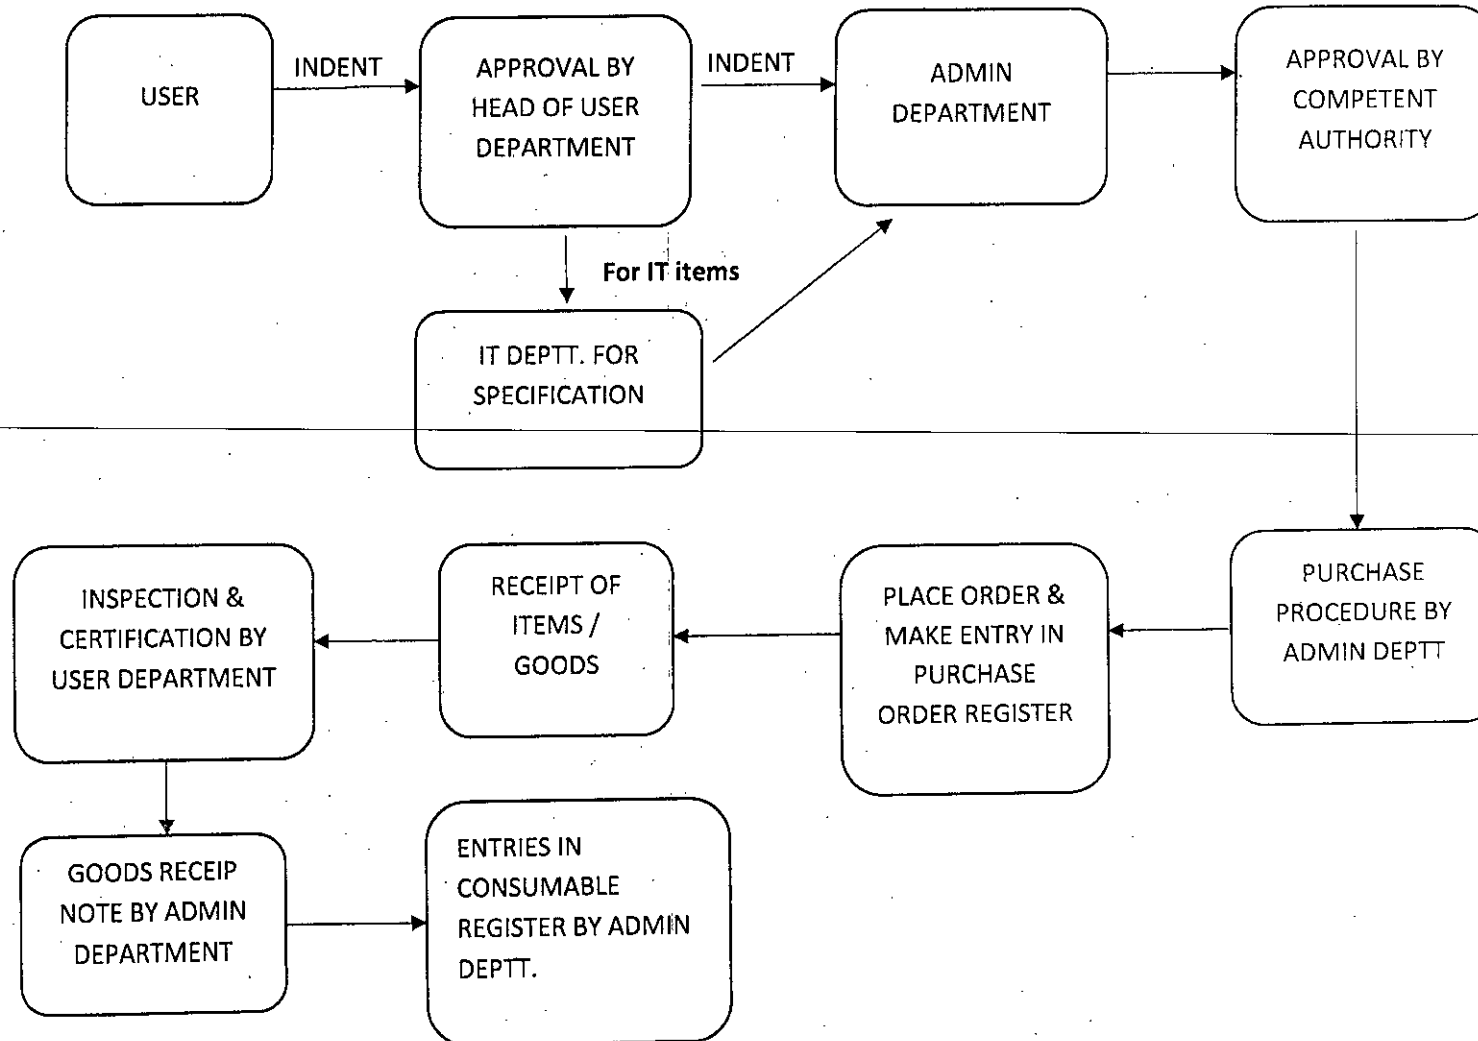 USER
INDENT
APPROVAL BY
HEAD OF USER
DEPARTMENT
INDENT
ADMIN
DEPARTMENT
APPROVAL BY
COMPETENT
AUTHORITY
For IT items
IT DEPTT. FOR
SPECIFICATION
PURCHASE
PROCEDURE BY
ADMIN DEPTT
PLACE ORDER &
MAKE ENTRY IN
PURCHASE
ORDER REGISTER
RECEIPT OF
ITEMS /
GOODS
INSPECTION &
CERTIFICATION BY
USER DEPARTMENT
GOODS RECEIP
NOTE BY ADMIN
DEPARTMENT
ENTRIES IN
CONSUMABLE
REGISTER BY ADMIN
DEPTT.